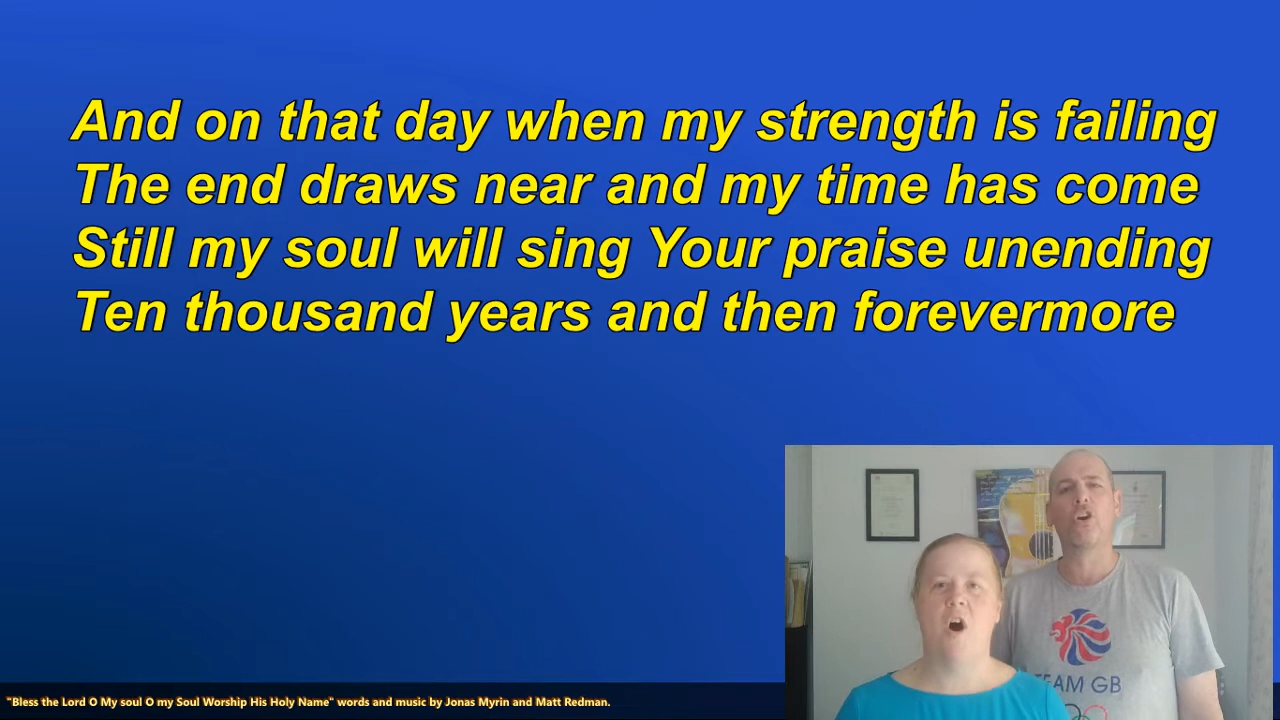 And on that day when my strength is failing
The end draws near and my time has come
Still my soul will sing Your praise unending
Ten thousand years and then forevermore
TEAM GB
"Bless the Lord O My soul O my Soul Worship His Holy Name" words and music by Jonas Myrin and Matt Redman.